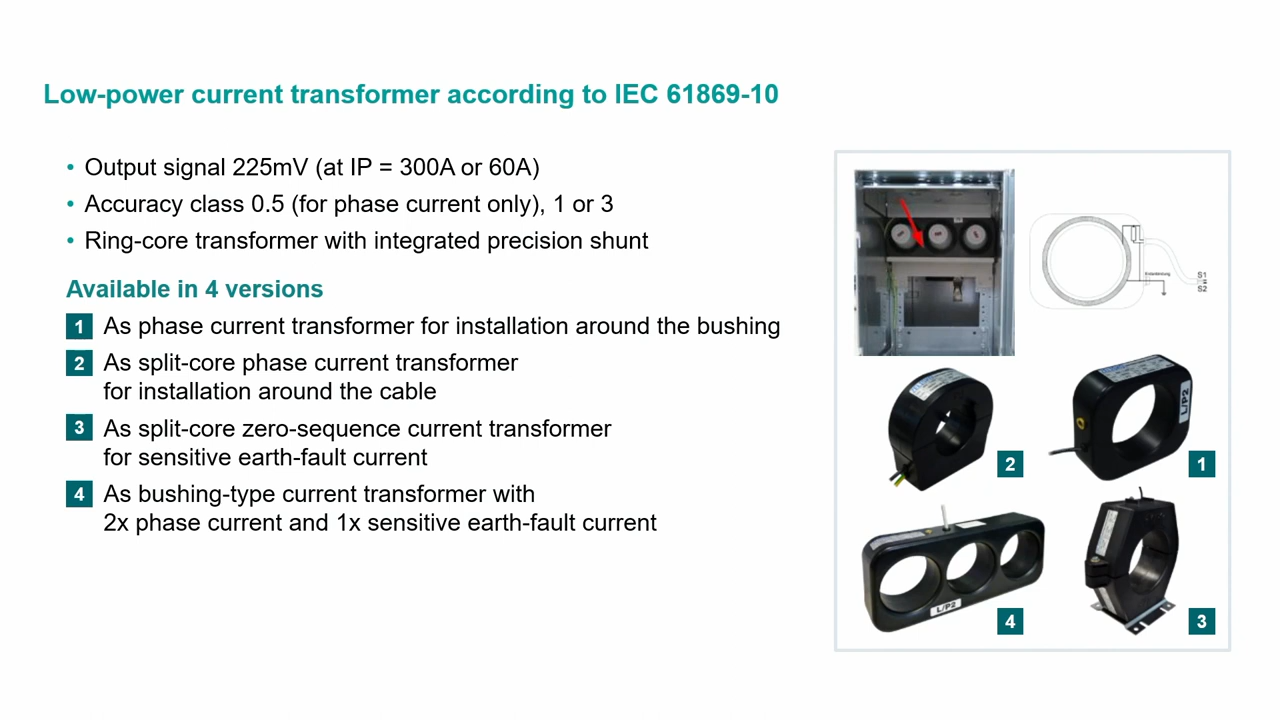 Low-power current transformer according to IEC 61869-10
• Output signal 225mV (at IP = 300A or 60A)
• Accuracy class 0.5 (for phase current only), 1 or 3
• Ring-core transformer with integrated precision shunt
Available in 4 versions
1 As phase current transformer for installation around the bushing
2 As split-core phase current transformer
for installation around the cable
3 As split-core zero-sequence current transformer
for sensitive earth-fault current
4 As bushing-type current transformer with
2x phase current and 1x sensitive earth-fault current
S1
S2
L/P2
2
1
L/P2
4
3